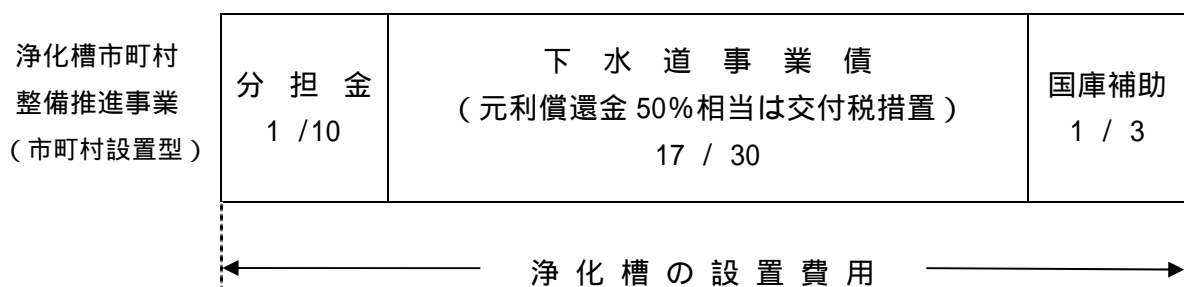 浄化槽市町村
整備推進事業
(市町村設置型)
分担金
1 /10
下水道事業債
(元利償還金 50%相当は交付税措置)
17 / 30
国庫補助
1 / 3
浄化槽の設置費用